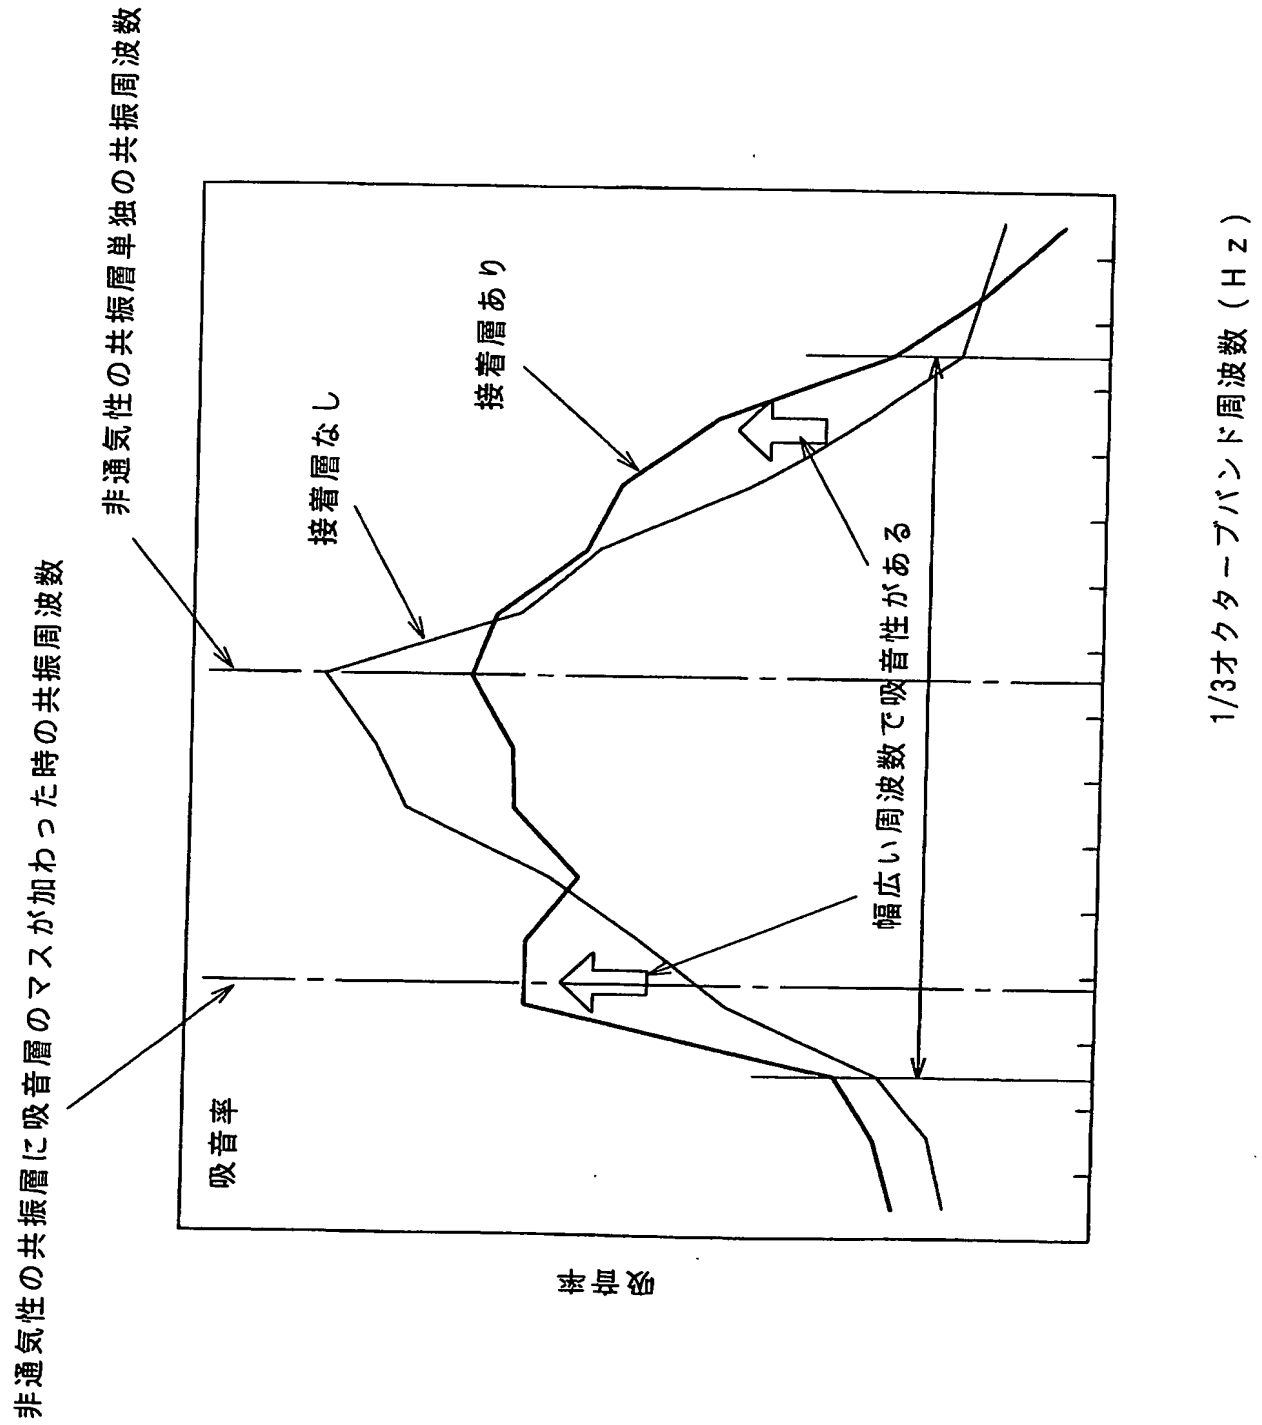 非通気性の共振層に吸音層のマスが加わった時の共振周波数
非通気性の共振層単独の共振周波数
吸音率
接着層なし
接着層あり
幅広い周波数で吸音性がある
吸音率
1/3オクターブバンド周波数(Hz)